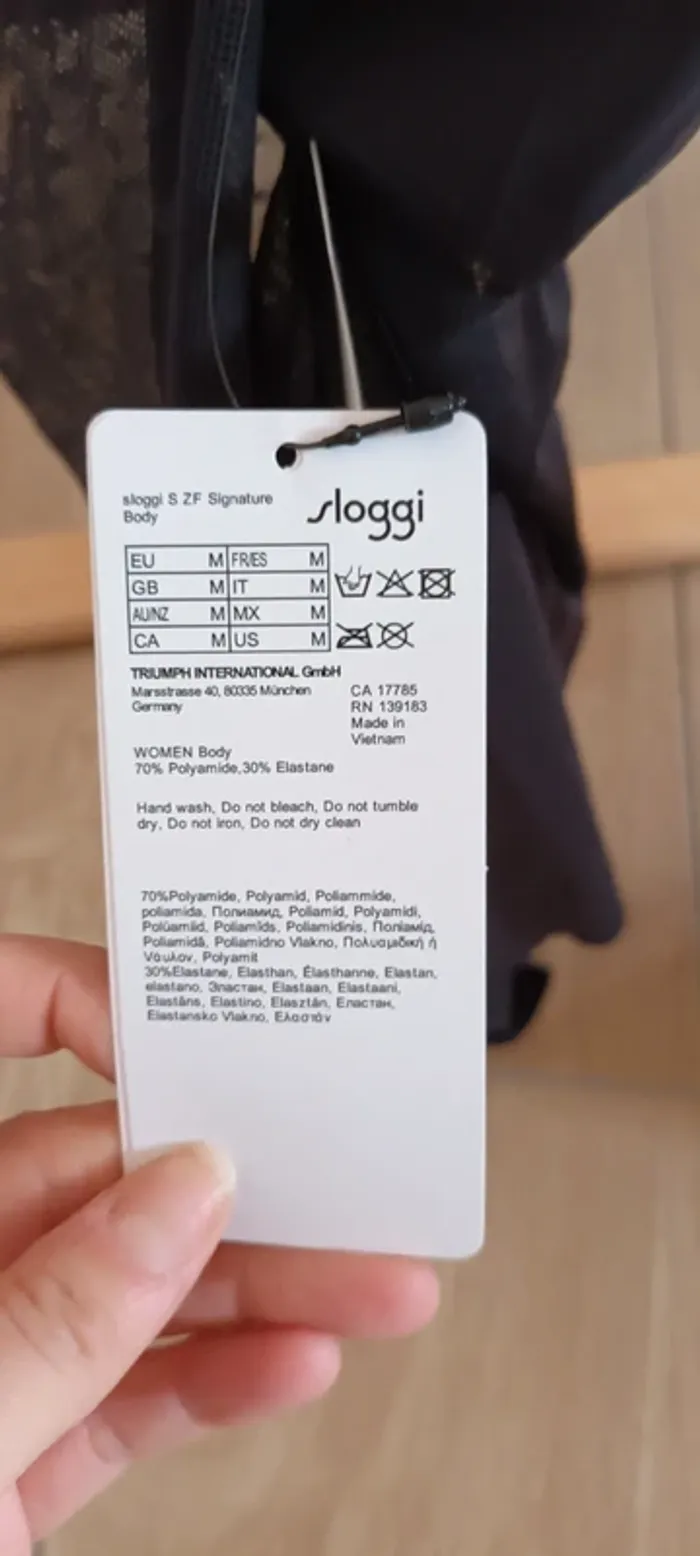 sloggi S ZF Signature
Body
sloggi
EU M FR/ES M
GB M IT M
AU/NZ M MX M
CA M US M
TRIUMPH INTERNATIONAL GmbH
Marsstrasse 40, 80335 München
Germany
CA 17785
RN 139183
Made in
Vietnam
WOMEN Body
70% Polyamide,30% Elastane
Hand wash, Do not bleach, Do not tumble
dry, Do not iron, Do not dry clean
70%Polyamide, Polyamid, Poliammide,
poliamida, Полиамид, Poliamid, Polyamidi,
Polüamiid, Poliamīds, Poliamidinis, Поліамід,
Poliamidă, Poliamidno Vlakno, Πολυαμιδική ή
Νάυλον, Polyamit
30%Elastane, Elasthan, Élasthanne, Elastan,
elastano, Эластан, Elastaan, Elastaani,
Elastāns, Elastino, Elasztán, Еластан,
Elastansko Vlakno, Ελαστάν